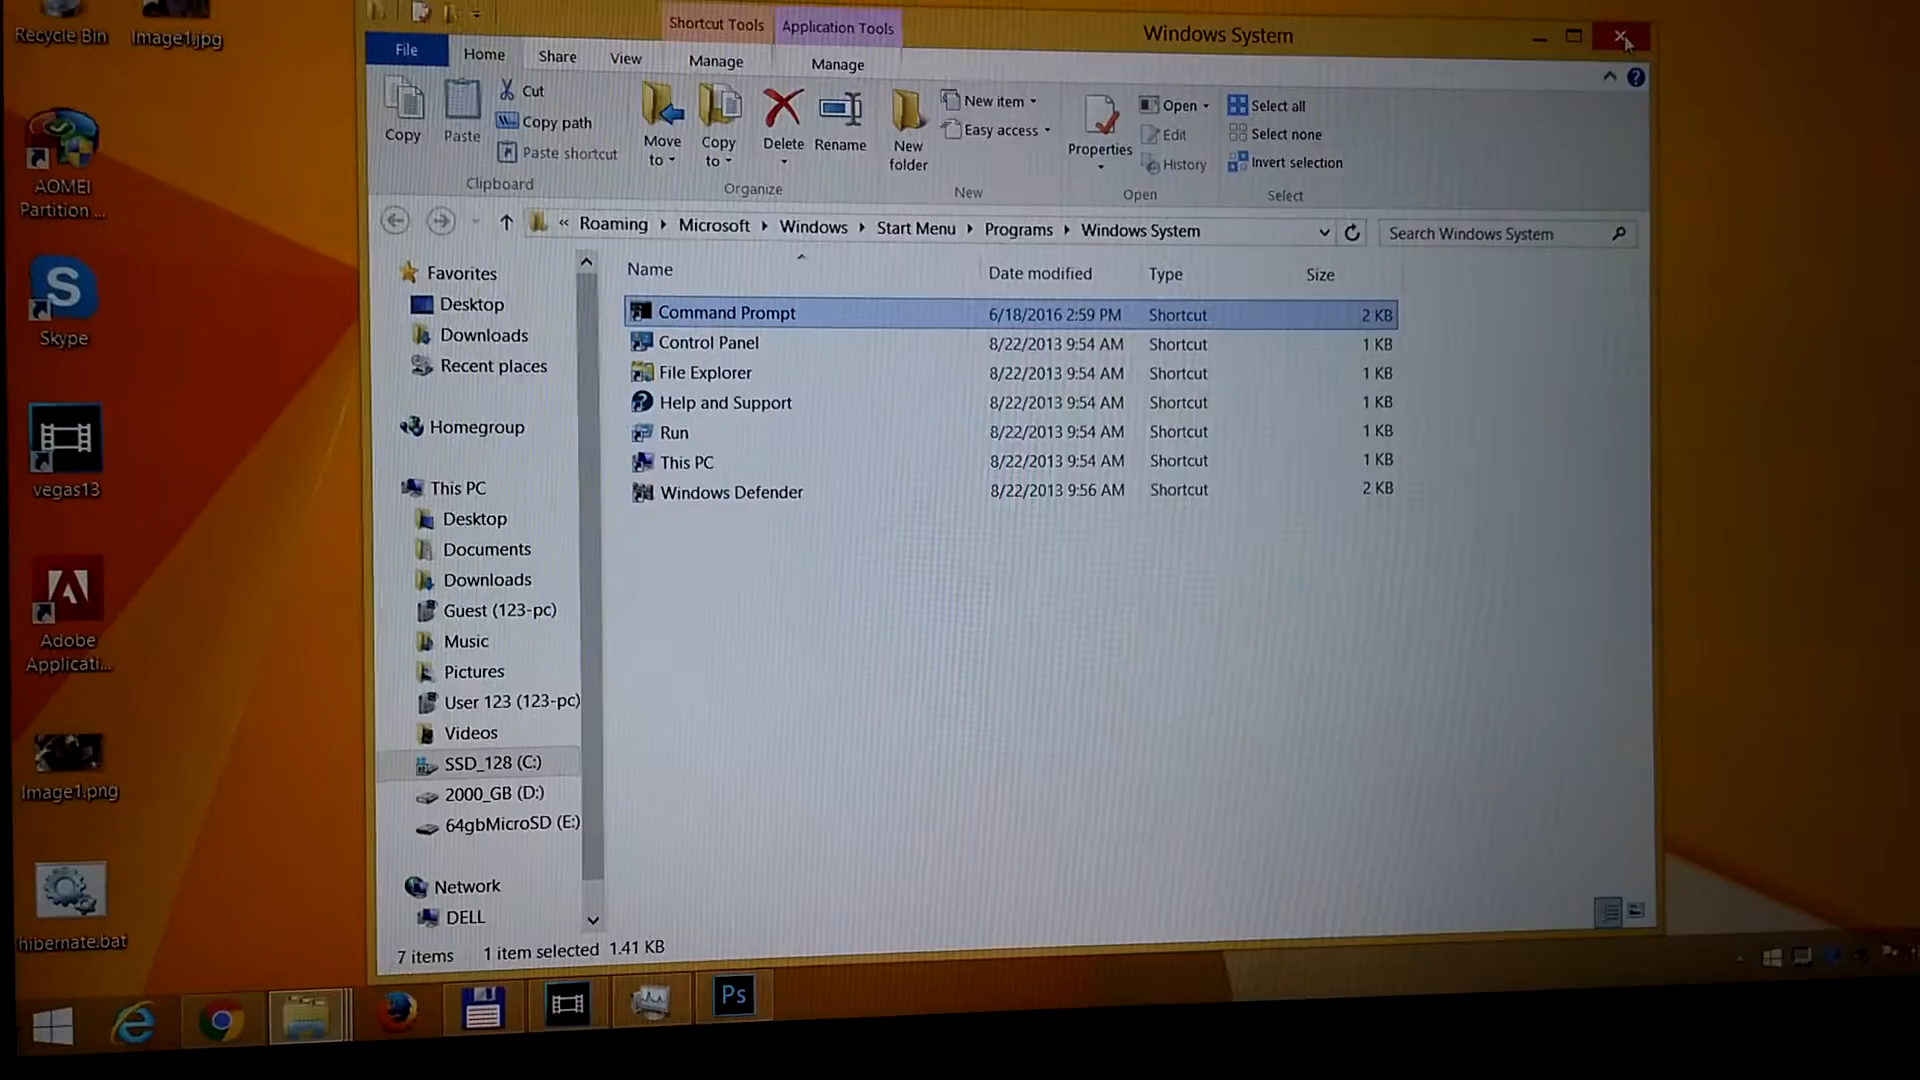 Recycle Bin
Image1.jpg
AOMEI
Partition ...
Skype
vegas13
Adobe
Applicati...
Image1.png
hibernate.bat
Shortcut Tools
Application Tools
Windows System
File
Home
Share
View
Manage
Manage
Copy
Paste
Cut
Copy path
Paste shortcut
Clipboard
Move
to
Copy
to
Delete
Rename
Organize
New
folder
New item
Easy access
New
Properties
Open
Edit
History
Open
Select all
Select none
Invert selection
Select
« Roaming Microsoft Windows Start Menu Programs Windows System
Search Windows System
Favorites
Desktop
Downloads
Recent places
Homegroup
This PC
Desktop
Documents
Downloads
Guest (123-pc)
Music
Pictures
User 123 (123-pc)
Videos
SSD_128 (C:)
2000_GB (D:)
64gbMicroSD (E:)
Network
DELL
Name Date modified Type Size
Command Prompt 6/18/2016 2:59 PM Shortcut 2 KB
Control Panel 8/22/2013 9:54 AM Shortcut 1 KB
File Explorer 8/22/2013 9:54 AM Shortcut 1 KB
Help and Support 8/22/2013 9:54 AM Shortcut 1 KB
Run 8/22/2013 9:54 AM Shortcut 1 KB
This PC 8/22/2013 9:54 AM Shortcut 1 KB
Windows Defender 8/22/2013 9:56 AM Shortcut 2 KB
7 items 1 item selected 1.41 KB
Ps